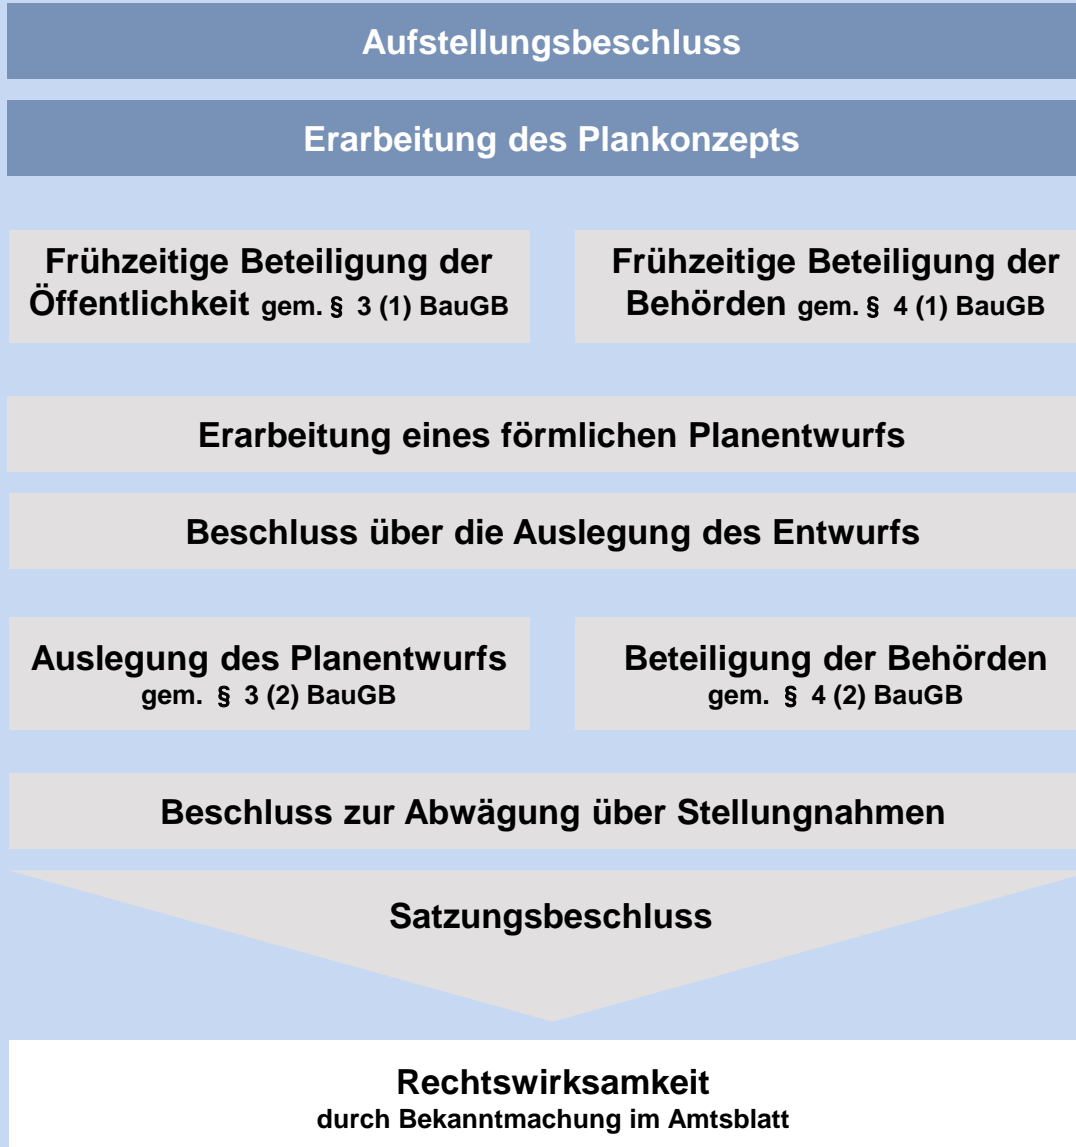 Aufstellungsbeschluss
Erarbeitung des Plankonzepts
Frühzeitige Beteiligung der
Öffentlichkeit gem. § 3 (1) BauGB
Frühzeitige Beteiligung der
Behörden gem. § 4 (1) BauGB
Erarbeitung eines förmlichen Planentwurfs
Beschluss über die Auslegung des Entwurfs
Auslegung des Planentwurfs
gem. § 3 (2) BauGB
Beteiligung der Behörden
gem. § 4 (2) BauGB
Beschluss zur Abwägung über Stellungnahmen
Satzungsbeschluss
Rechtswirksamkeit
durch Bekanntmachung im Amtsblatt